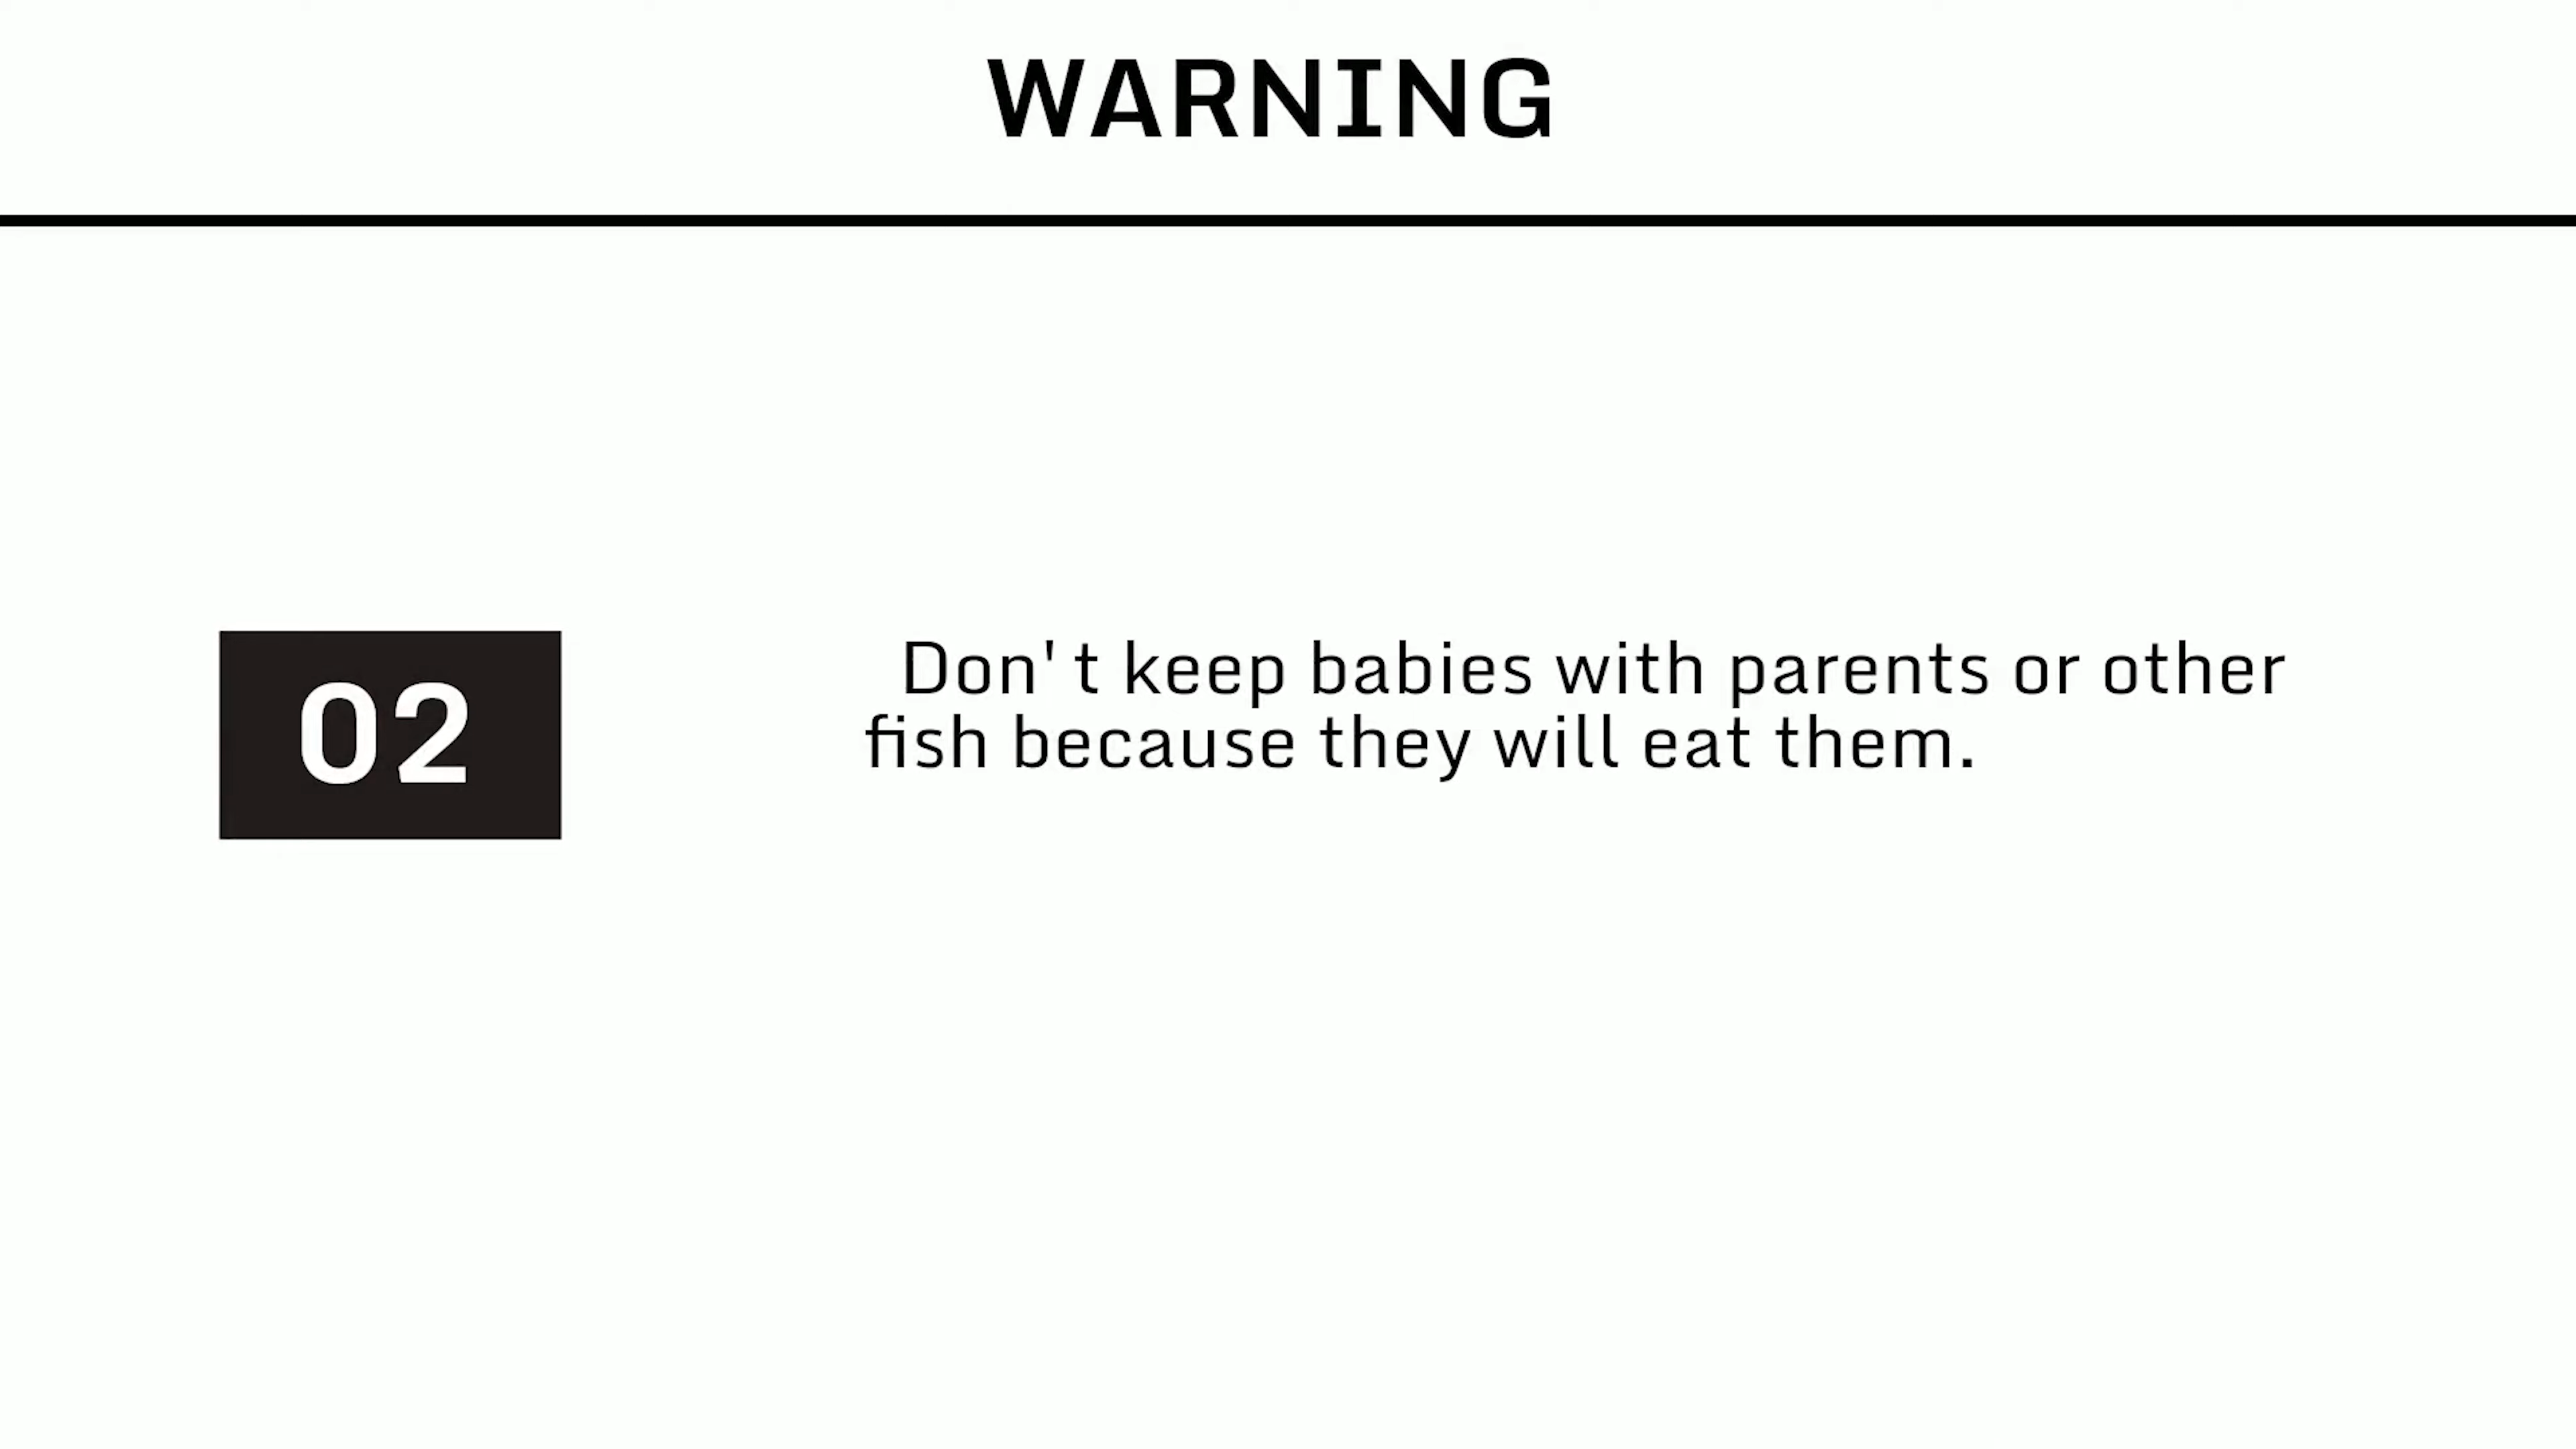 WARNING
02
Don't keep babies with parents or other
fish because they will eat them.